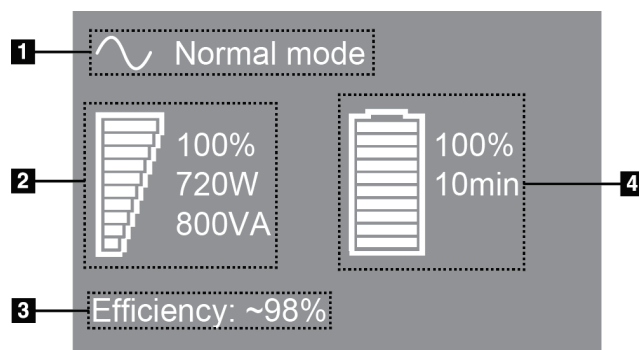 1
Normal mode
2
100%
720W
800VA
100%
10min
4
3
Efficiency: ~98%